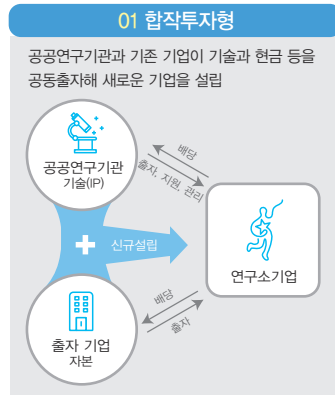 01 합작투자형
공공연구기관과 기존 기업이 기술과 현금 등을
공동출자해 새로운 기업을 설립
공공연구기관
기술(IP)
배당
출자, 지원, 관리
신규설립
연구소기업
배당
출자
출자 기업
자본